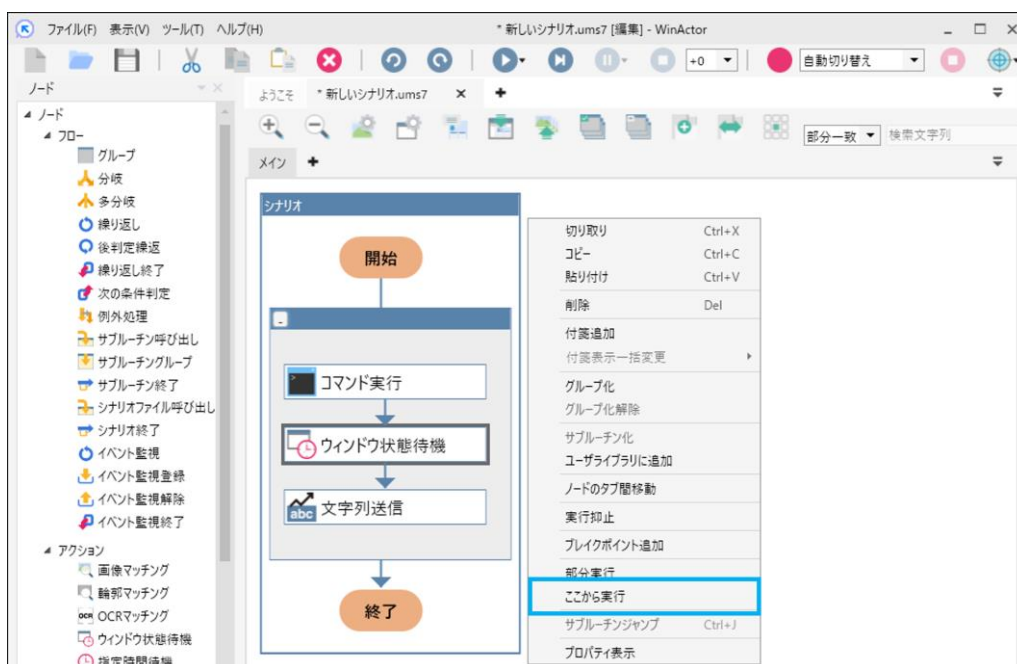 ファイル(F) 表示(V) ツール(T) ヘルプ(H) * 新しいシナリオ.ums7 [編集] - WinActor
+0 自動切り替え
ノード
ようこそ * 新しいシナリオ.ums7
部分一致 検索文字列
メイン
ノード
フロー
グループ
分岐
多分岐
繰り返し
後判定繰返
繰り返し終了
次の条件判定
例外処理
サブルーチン呼び出し
サブルーチングループ
サブルーチン終了
シナリオファイル呼び出し
シナリオ終了
イベント監視
イベント監視登録
イベント監視解除
イベント監視終了
アクション
画像マッチング
輪郭マッチング
OCR OCRマッチング
ウィンドウ状態待機
指定時間待機
シナリオ
開始
コマンド実行
ウィンドウ状態待機
abc 文字列送信
終了
切り取り Ctrl+X
コピー Ctrl+C
貼り付け Ctrl+V
削除 Del
付箋追加
付箋表示一括変更
グループ化
グループ化解除
サブルーチン化
ユーザライブラリに追加
ノードのタブ間移動
実行抑止
ブレイクポイント追加
部分実行
ここから実行
サブルーチンジャンプ Ctrl+J
プロパティ表示